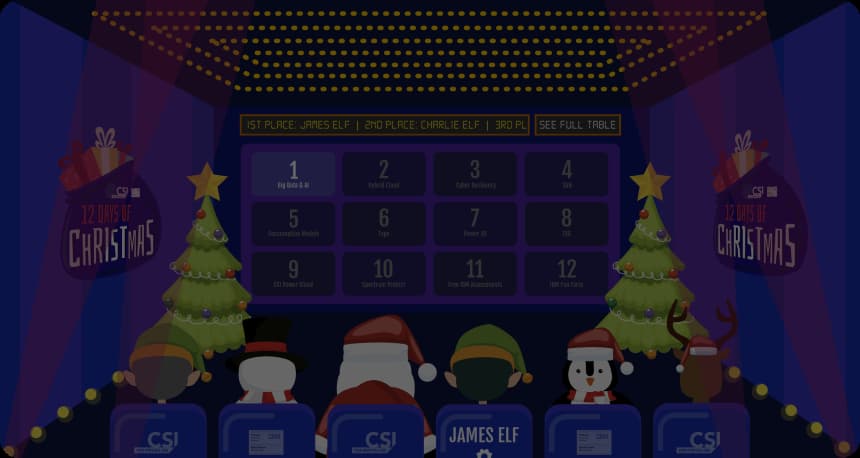 1ST PLACE: JAMES ELF | 2ND PLACE: CHARLIE ELF | 3RD PL
SEE FULL TABLE
1
Big Data & AI
2
Hybrid Cloud
3
Cyber Resiliency
4
5
Consumption Models
6
Tape
7
Power 10
8
9
CSI Power Cloud
10
Spectrum Protect
11
Free IBM Assessments
12
IBM Fun Facts
CSI
12 DAYS OF
CHRISTMAS
CSI
12 DAYS OF
CHRISTMAS
CSI
CSI
JAMES ELF
CSI